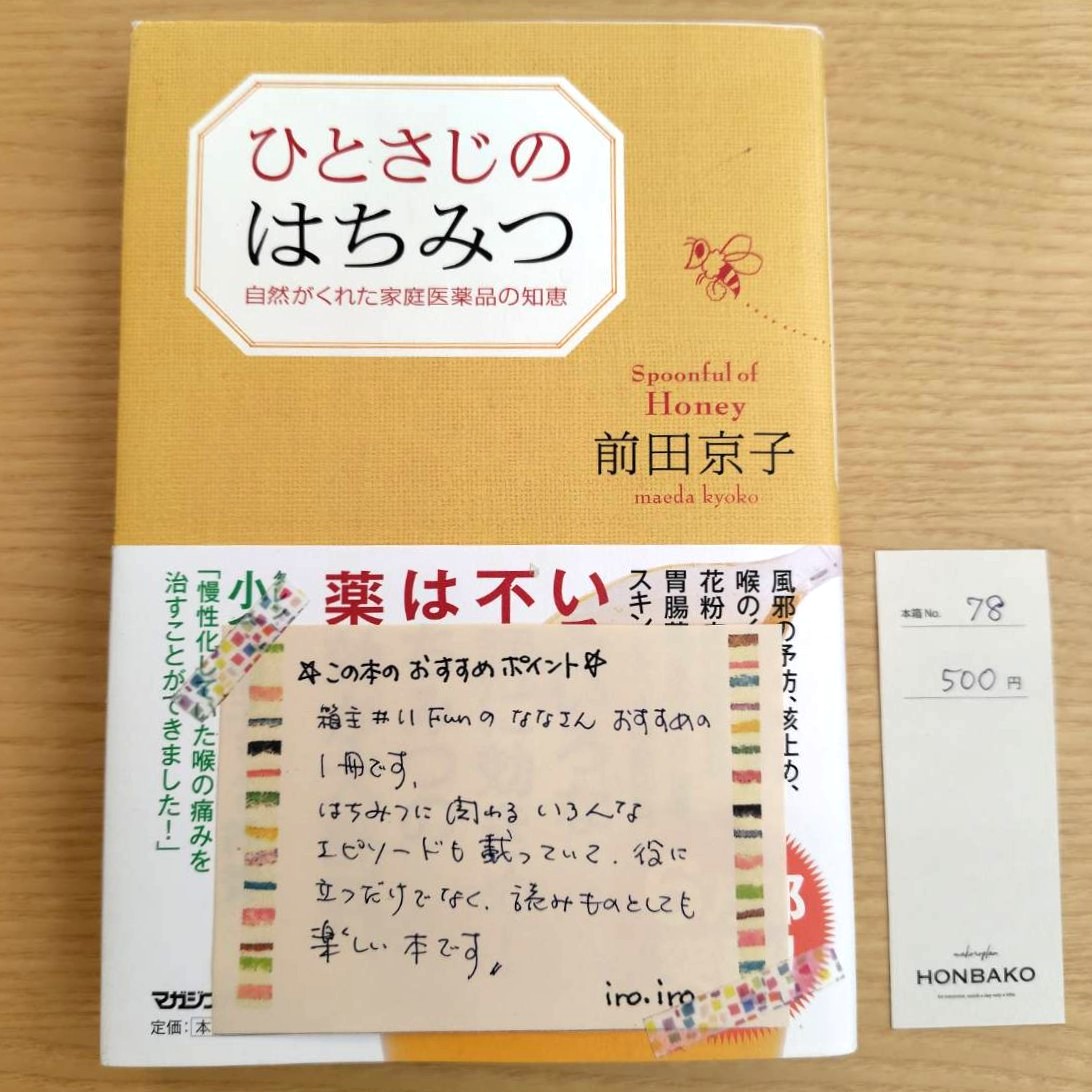 ひとさじの
はちみつ
自然がくれた家庭医薬品の知恵
Spoonful of
Honey
前田京子
maeda kyoko
風邪の予防、咳止め、
喉の
花粉
胃腸
スキン
薬は不い
小
「慢性化し
いた喉の痛みを
治すことができました!」
☆この本のおすすめポイント☆
箱主#11 Funのななさん おすすめの
1冊です。
はちみつに関わる いろんな
エピソードも載っていて、役に
立つだけでなく、読みものとしても
楽しい本です〃
iro.iro
マガジ
定価:本
本箱 No. 78
500 円
HONBAKO